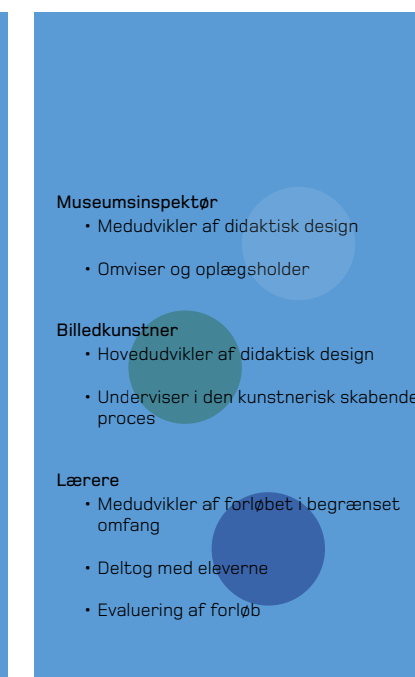 Museumsinspektør
• Medudvikler af didaktisk design
• Omviser og oplægsholder
Billedkunstner
• Hovedudvikler af didaktisk design
• Underviser i den kunstnerisk skabende
proces
Lærere
• Medudvikler af forløbet i begrænset
omfang
• Deltog med eleverne
• Evaluering af forløb